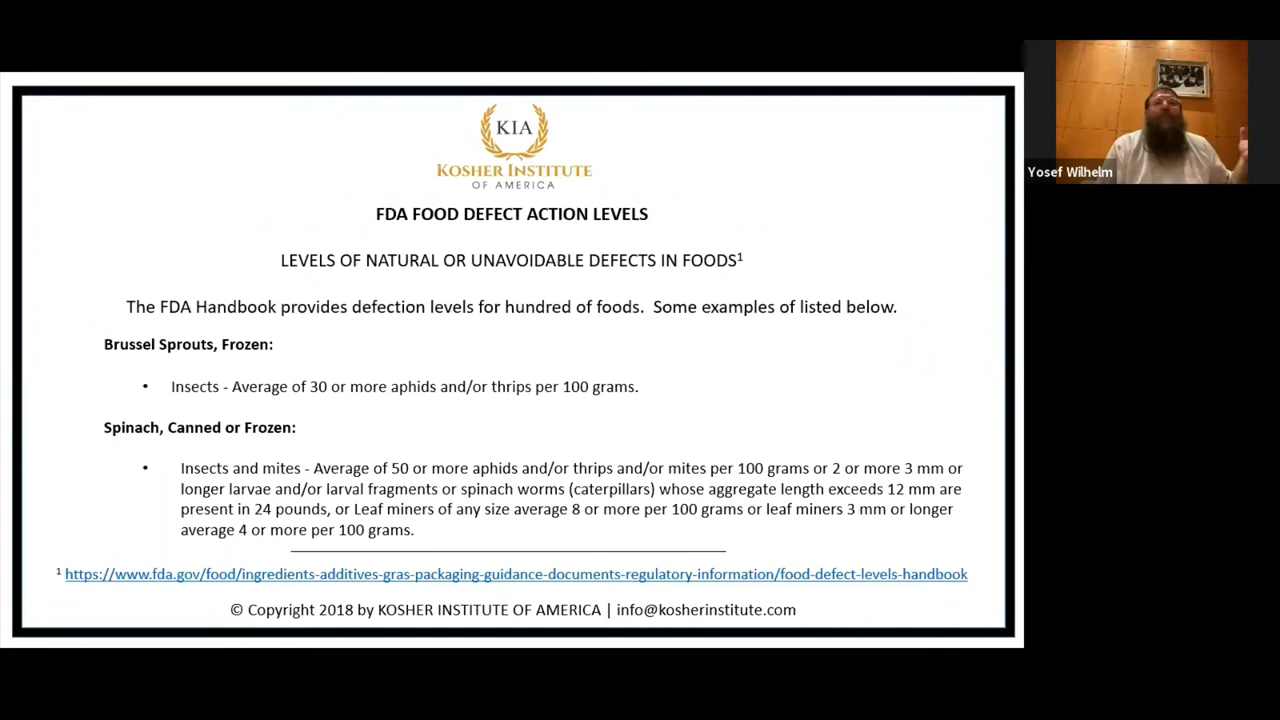 KIA
KOSHER INSTITUTE
OF AMERICA
FDA FOOD DEFECT ACTION LEVELS
LEVELS OF NATURAL OR UNAVOIDABLE DEFECTS IN FOODS¹
The FDA Handbook provides defection levels for hundred of foods. Some examples of listed below.
Brussel Sprouts, Frozen:
• Insects - Average of 30 or more aphids and/or thrips per 100 grams.
Spinach, Canned or Frozen:
• Insects and mites - Average of 50 or more aphids and/or thrips and/or mites per 100 grams or 2 or more 3 mm or
longer larvae and/or larval fragments or spinach worms (caterpillars) whose aggregate length exceeds 12 mm are
present in 24 pounds, or Leaf miners of any size average 8 or more per 100 grams or leaf miners 3 mm or longer
average 4 or more per 100 grams.
¹ https://www.fda.gov/food/ingredients-additives-gras-packaging-guidance-documents-regulatory-information/food-defect-levels-handbook
© Copyright 2018 by KOSHER INSTITUTE OF AMERICA | info@kosherinstitute.com
Yosef Wilhelm